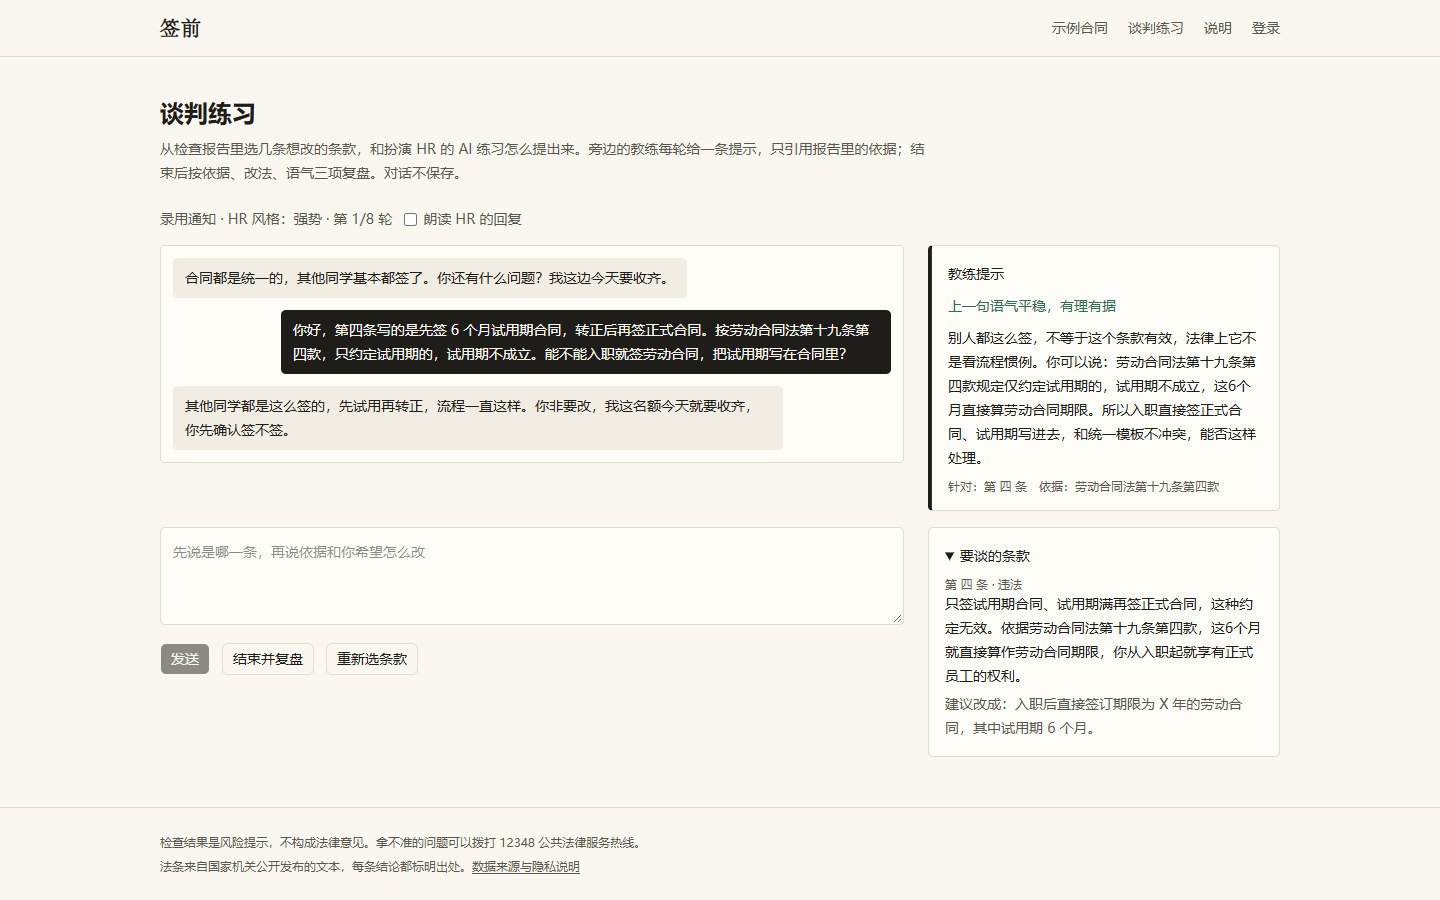 签前
示例合同
谈判练习
说明
登录
谈判练习
从检查报告里选几条想改的条款，和扮演 HR 的 AI 练习怎么提出来。旁边的教练每轮给一条提示，只引用报告里的依据；结
束后按依据、改法、语气三项复盘。对话不保存。
录用通知 · HR 风格：强势 · 第 1/8 轮
朗读 HR 的回复
合同都是统一的，其他同学基本都签了。你还有什么问题？我这边今天要收齐。
你好，第四条写的是先签 6 个月试用期合同，转正后再签正式合同。按劳动合同法第十九条第
四款，只约定试用期的，试用期不成立。能不能入职就签劳动合同，把试用期写在合同里？
其他同学都是这么签的，先试用再转正，流程一直这样。你非要改，我这名额今天就要收齐，
你先确认签不签。
教练提示
上一句语气平稳，有理有据
别人都这么签，不等于这个条款有效，法律上它不
是看流程惯例。你可以说：劳动合同法第十九条第
四款规定仅约定试用期的，试用期不成立，这6个
月直接算劳动合同期限。所以入职直接签正式合
同、试用期写进去，和统一模板不冲突，能否这样
处理。
针对：第 四 条
依据：劳动合同法第十九条第四款
先说是哪一条，再说依据和你希望怎么改
发送
结束并复盘
重新选条款
▼ 要谈的条款
第 四 条 · 违法
只签试用期合同、试用期满再签正式合同，这种约
定无效。依据劳动合同法第十九条第四款，这6个月
就直接算作劳动合同期限，你从入职起就享有正式
员工的权利。
建议改成：入职后直接签订期限为 X 年的劳动合
同，其中试用期 6 个月。
检查结果是风险提示，不构成法律意见。拿不准的问题可以拨打 12348 公共法律服务热线。
法条来自国家机关公开发布的文本，每条结论都标明出处。数据来源与隐私说明